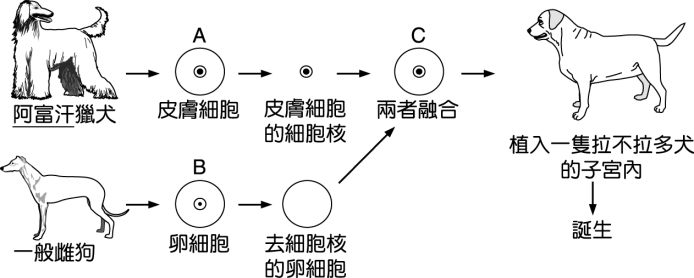 A
C
阿富汗獵犬
皮膚細胞
皮膚細胞
的細胞核
兩者融合
植入一隻拉不拉多犬
的子宮內
誕生
B
一般雌狗
卵細胞
去細胞核
的卵細胞